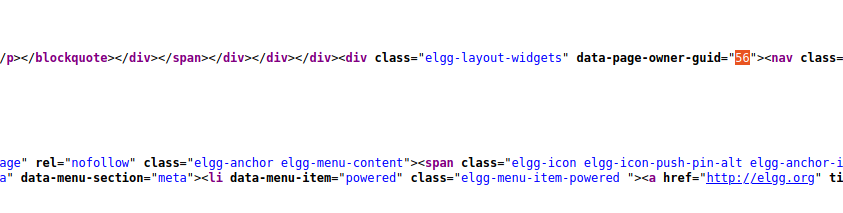 /p></blockquote></div></span></div></div></div><div class="elgg-layout-widgets" data-page-owner-guid="56"><nav class=
age" rel="nofollow" class="elgg-anchor elgg-menu-content"><span class="elgg-icon elgg-icon-push-pin-alt elgg-anchor-i
a" data-menu-section="meta"><li data-menu-item="powered" class="elgg-menu-item-powered "><a href="http://elgg.org" ti